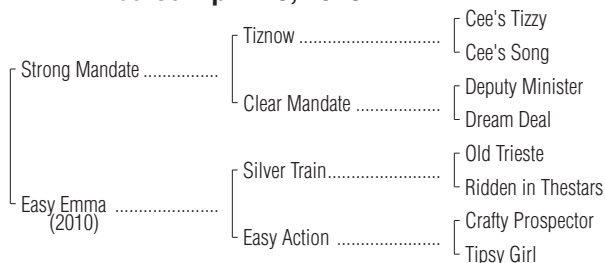 Cee's Tizzy
Tiznow
Cee's Song
Strong Mandate
Deputy Minister
Clear Mandate
Dream Deal
Old Trieste
Silver Train
Ridden in Thestars
Easy Emma
(2010)
Crafty Prospector
Easy Action
Tipsy Girl